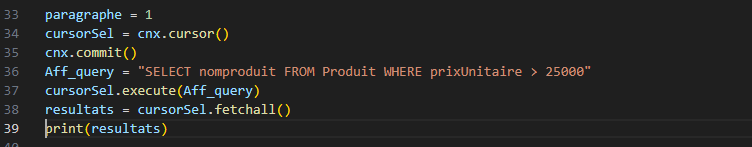 33 paragraphe = 1
34 cursorSel = cnx.cursor()
35 cnx.commit()
36 Aff_query = "SELECT nomproduit FROM Produit WHERE prixUnitaire > 25000"
37 cursorSel.execute(Aff_query)
38 resultats = cursorSel.fetchall()
39 print(resultats)